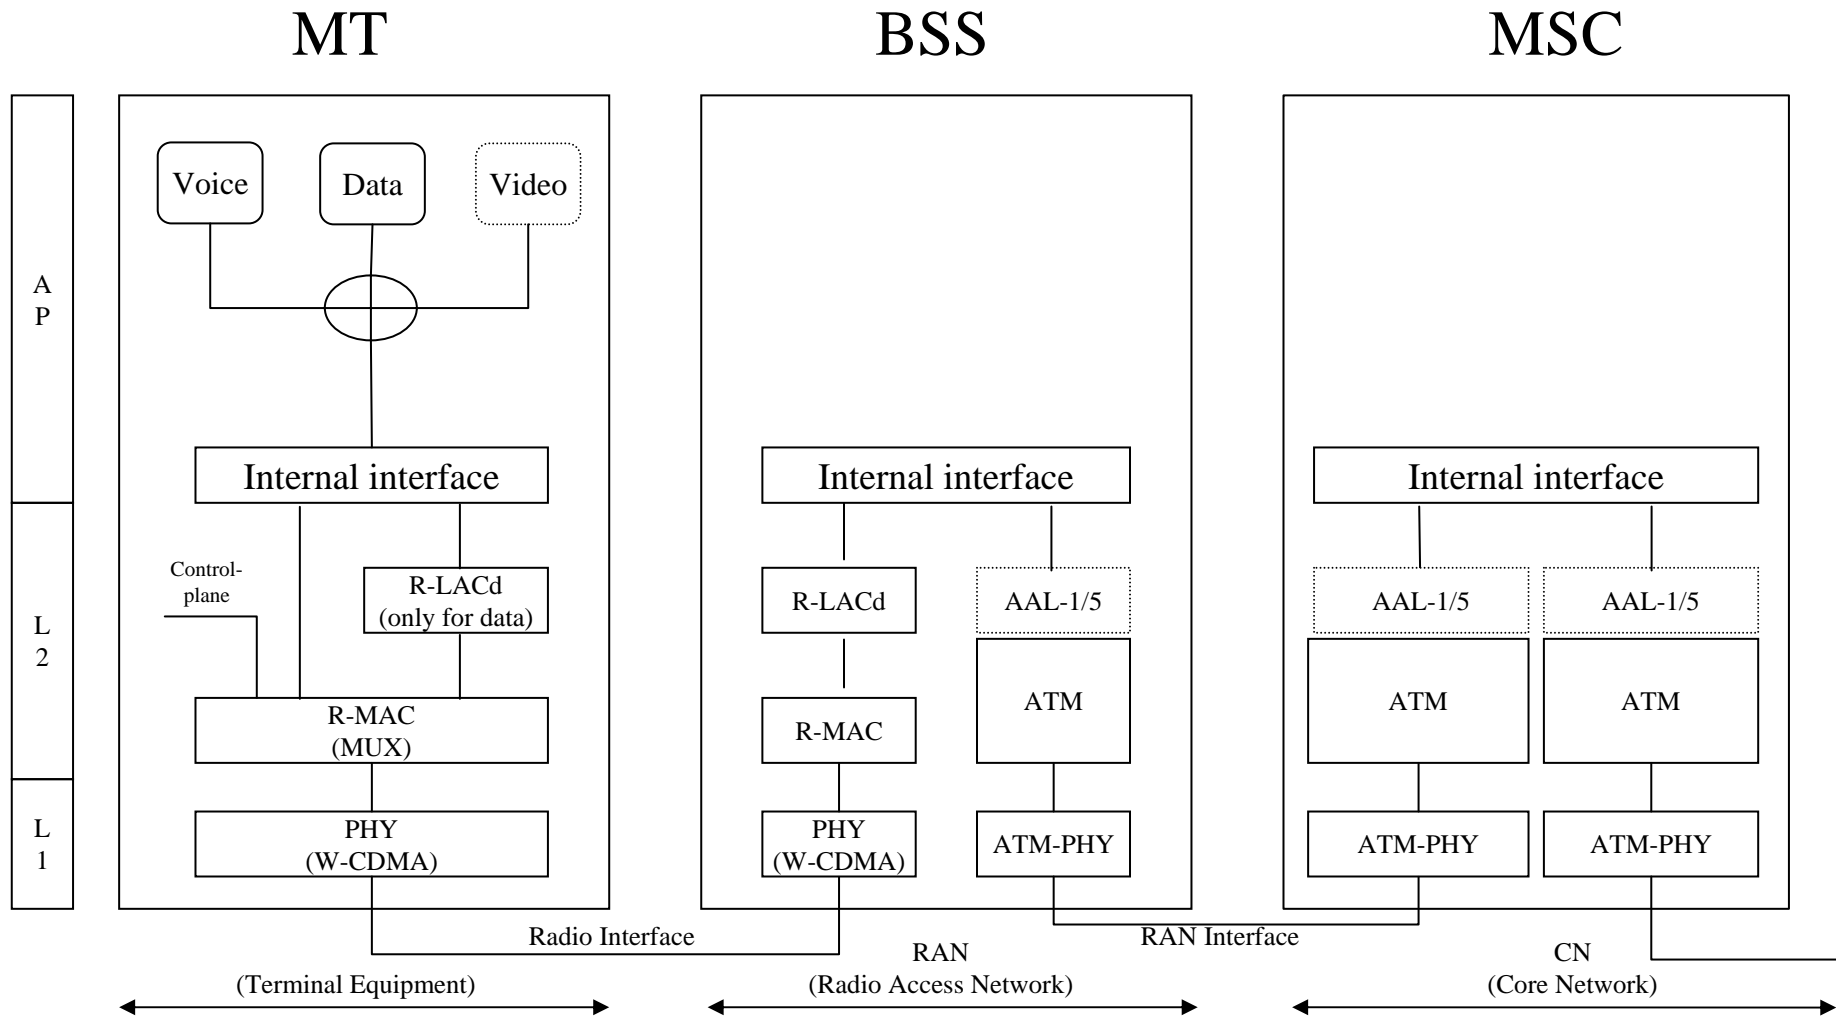 MT
BSS
MSC
A
P
L
2
L
1
Voice
Data
Video
Internal interface
Control-
plane
R-LACd
(only for data)
R-MAC
(MUX)
PHY
(W-CDMA)
Internal interface
R-LACd
AAL-1/5
R-MAC
ATM
PHY
(W-CDMA)
ATM-PHY
Internal interface
AAL-1/5
AAL-1/5
ATM
ATM
ATM-PHY
ATM-PHY
Radio Interface
RAN Interface
(Terminal Equipment)
RAN
(Radio Access Network)
CN
(Core Network)